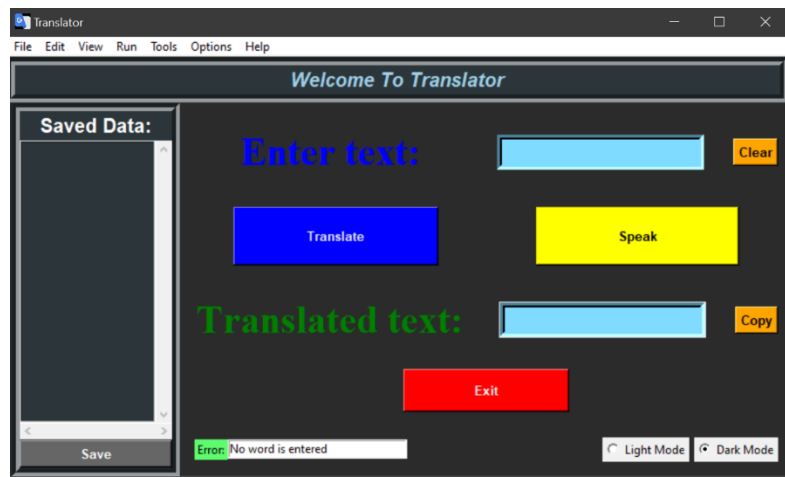 Translator
File Edit View Run Tools Options Help
Welcome To Translator
Saved Data:
Enter text:
Clear
Translate
Speak
Translated text:
Copy
Exit
Save
Error: No word is entered
Light Mode
Dark Mode